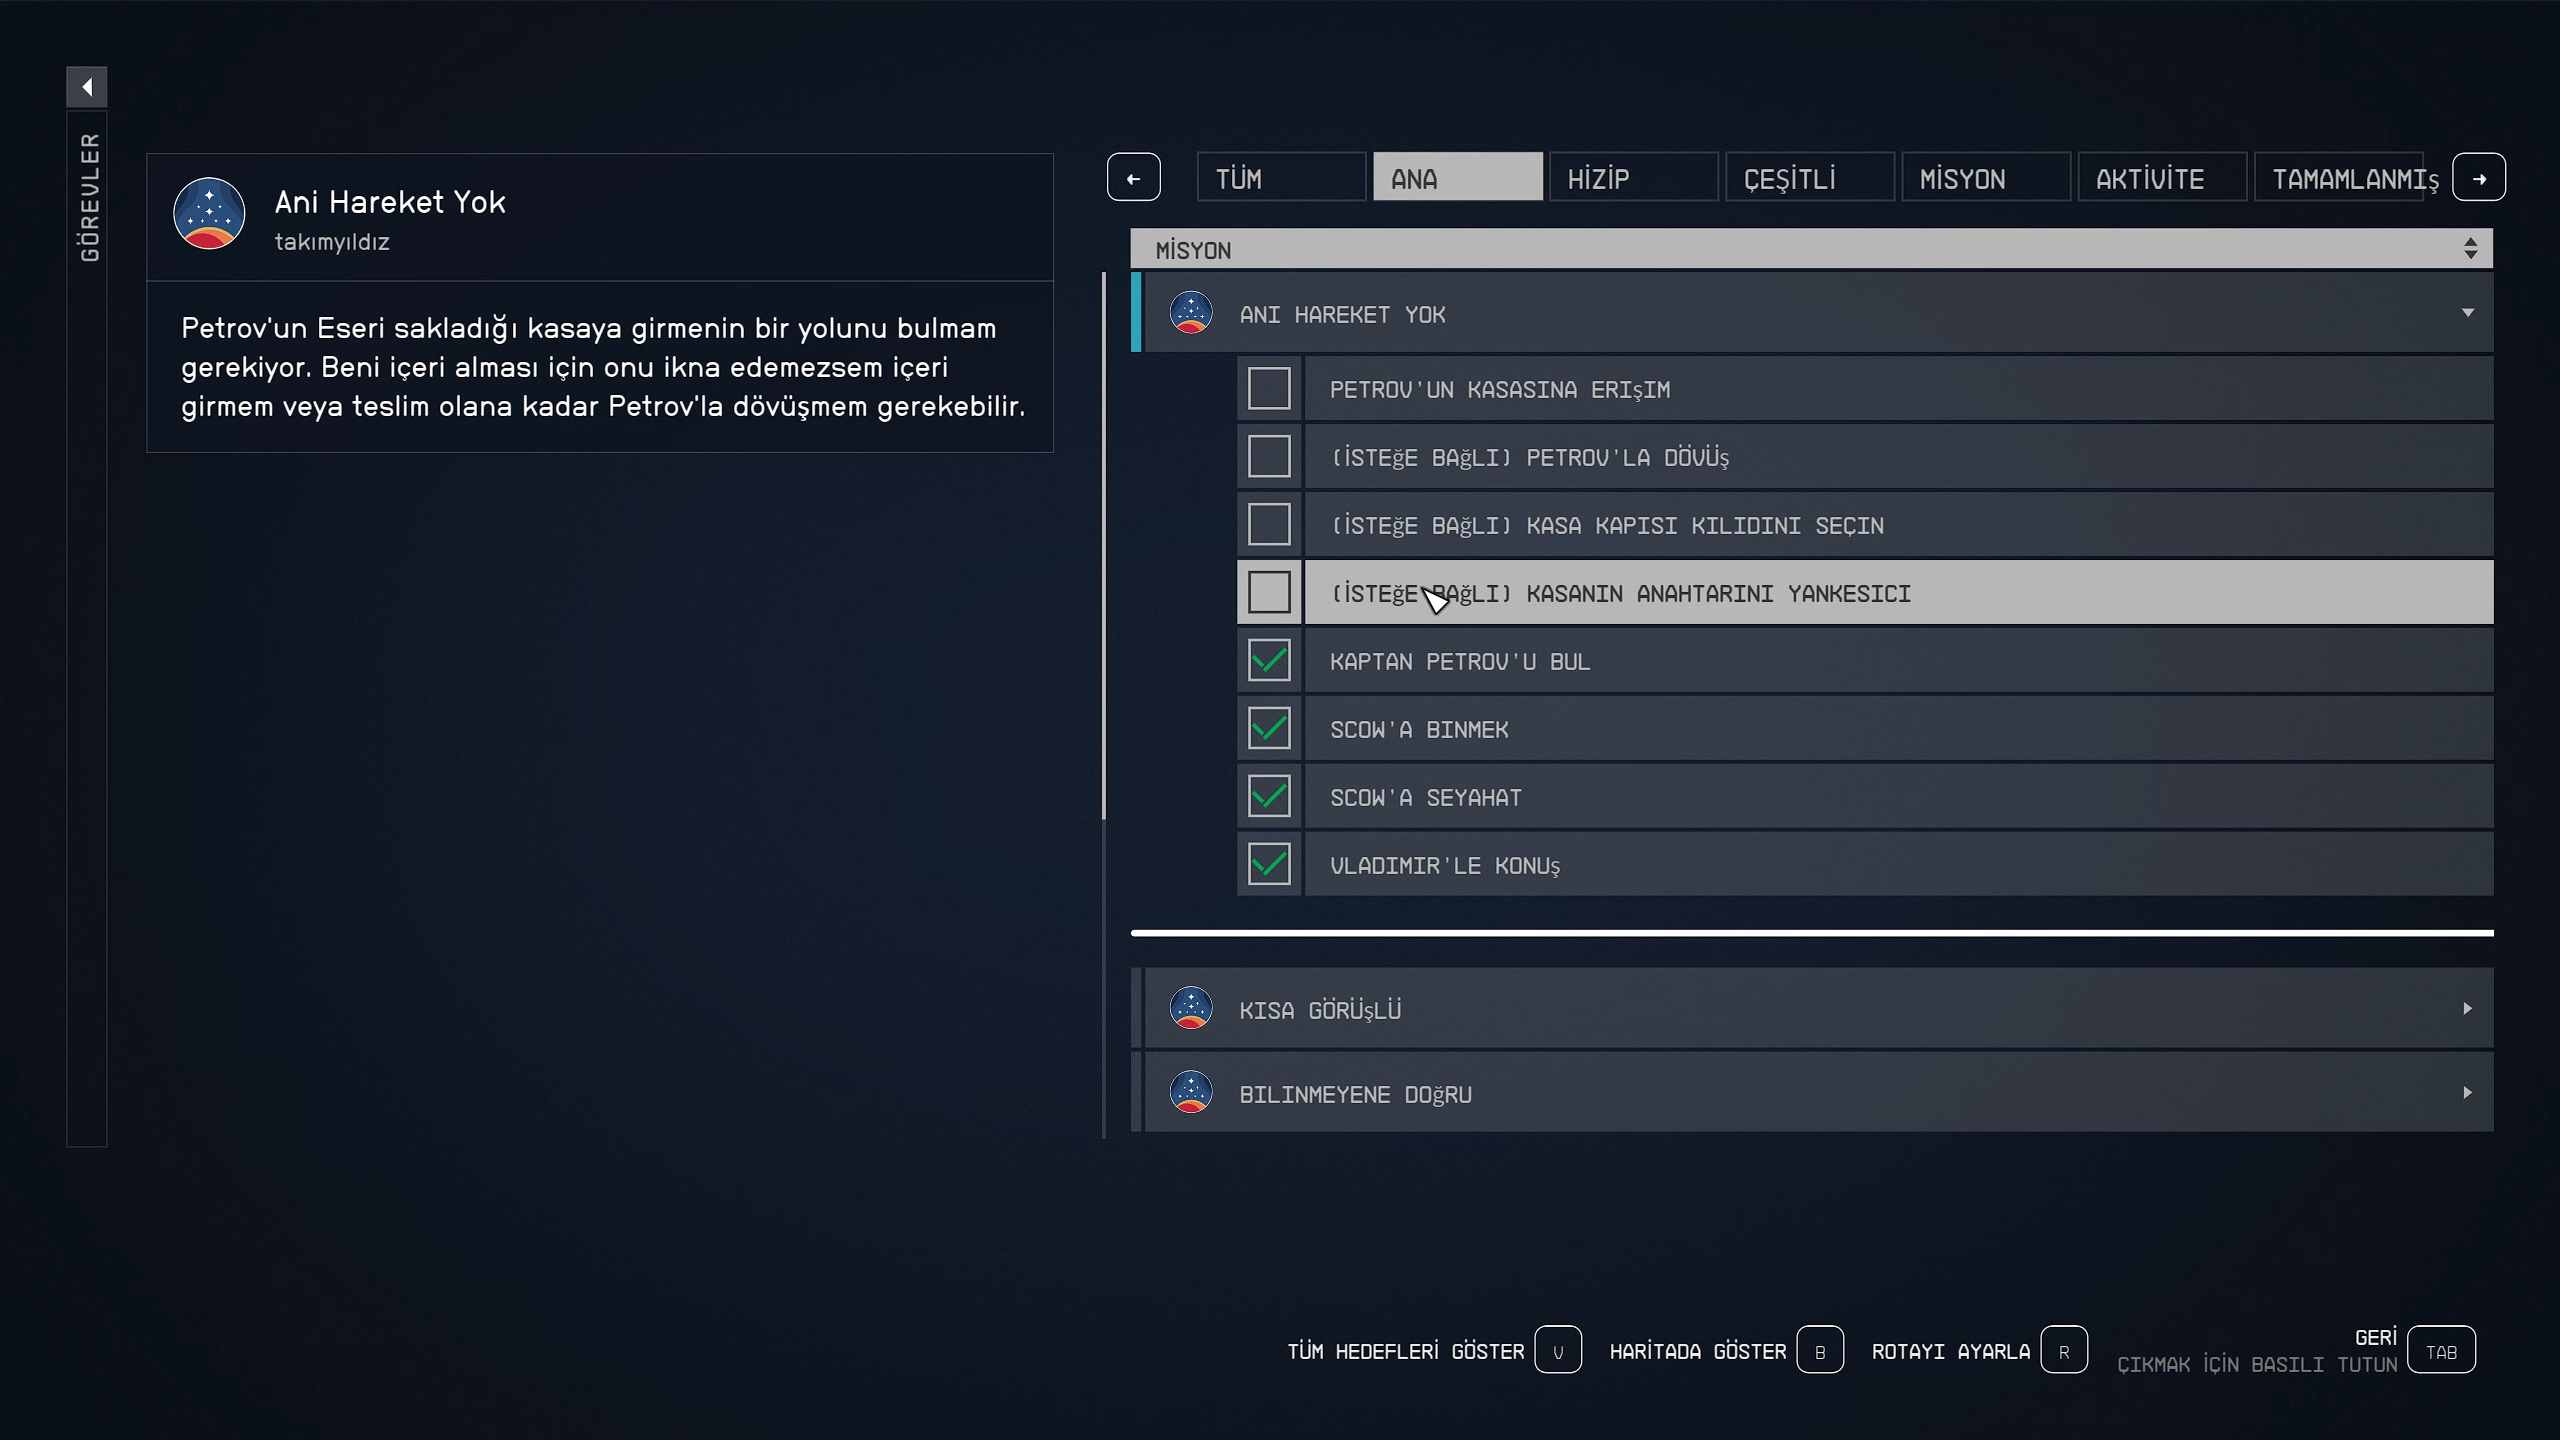 GÖREVLER
Ani Hareket Yok
takımyıldız
Petrov'un Eseri sakladığı kasaya girmenin bir yolunu bulmam
gerekiyor. Beni içeri alması için onu ikna edemezsem içeri
girmem veya teslim olana kadar Petrov'la dövüşmem gerekebilir.
TÜM
ANA
HİZİP
ÇEŞİTLİ
MİSYON
AKTİVİTE
TAMAMLANMIş
MİSYON
ANI HAREKET YOK
PETROV'UN KASASINA ERIşIM
(İSTEğE BAğLI) PETROV'LA DÖVÜş
(İSTEğE BAğLI) KASA KAPISI KILIDINI SEÇIN
(İSTEğE BAğLI) KASANIN ANAHTARINI YANKESICI
KAPTAN PETROV'U BUL
SCOW'A BINMEK
SCOW'A SEYAHAT
VLADIMIR'LE KONUş
KISA GÖRÜşLÜ
BILINMEYENE DOğRU
TÜM HEDEFLERİ GÖSTER V
HARİTADA GÖSTER B
ROTAYI AYARLA R
GERİ TAB
ÇIKMAK İÇİN BASILI TUTUN